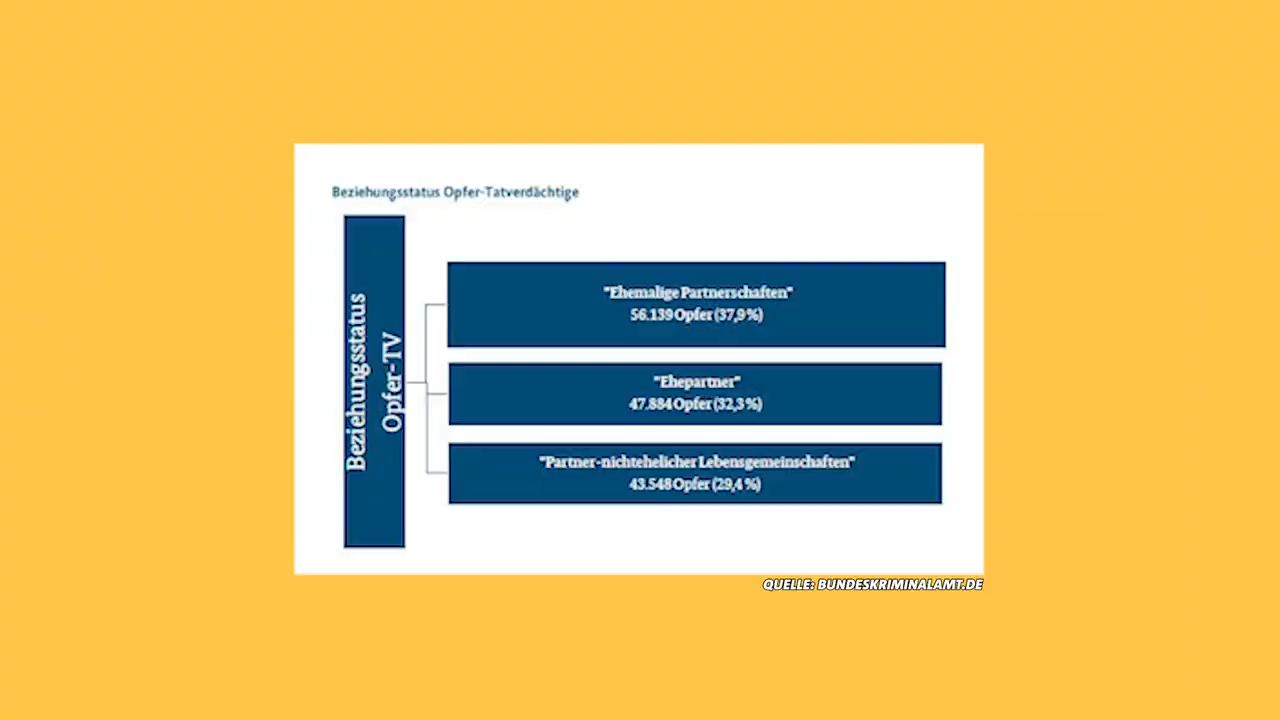 Beziehungsstatus Opfer-Tatverdächtige
Beziehungsstatus
Opfer-TV
"Ehemalige Partnerschaften"
56.139 Opfer (37,9 %)
"Ehepartner"
47.884 Opfer (32,3 %)
"Partner-nichtehelicher Lebensgemeinschaften"
43.548 Opfer (29,4 %)
QUELLE: BUNDESKRIMINALAMT.DE